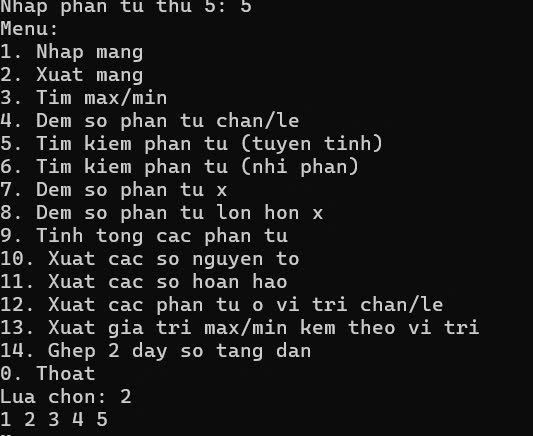 Nhap phan tu thu 5: 5
Menu:
1. Nhap mang
2. Xuat mang
3. Tim max/min
4. Dem so phan tu chan/le
5. Tim kiem phan tu (tuyen tinh)
6. Tim kiem phan tu (nhi phan)
7. Dem so phan tu x
8. Dem so phan tu lon hon x
9. Tinh tong cac phan tu
10. Xuat cac so nguyen to
11. Xuat cac so hoan hao
12. Xuat cac phan tu o vi tri chan/le
13. Xuat gia tri max/min kem theo vi tri
14. Ghep 2 day so tang dan
0. Thoat
Lua chon: 2
1 2 3 4 5